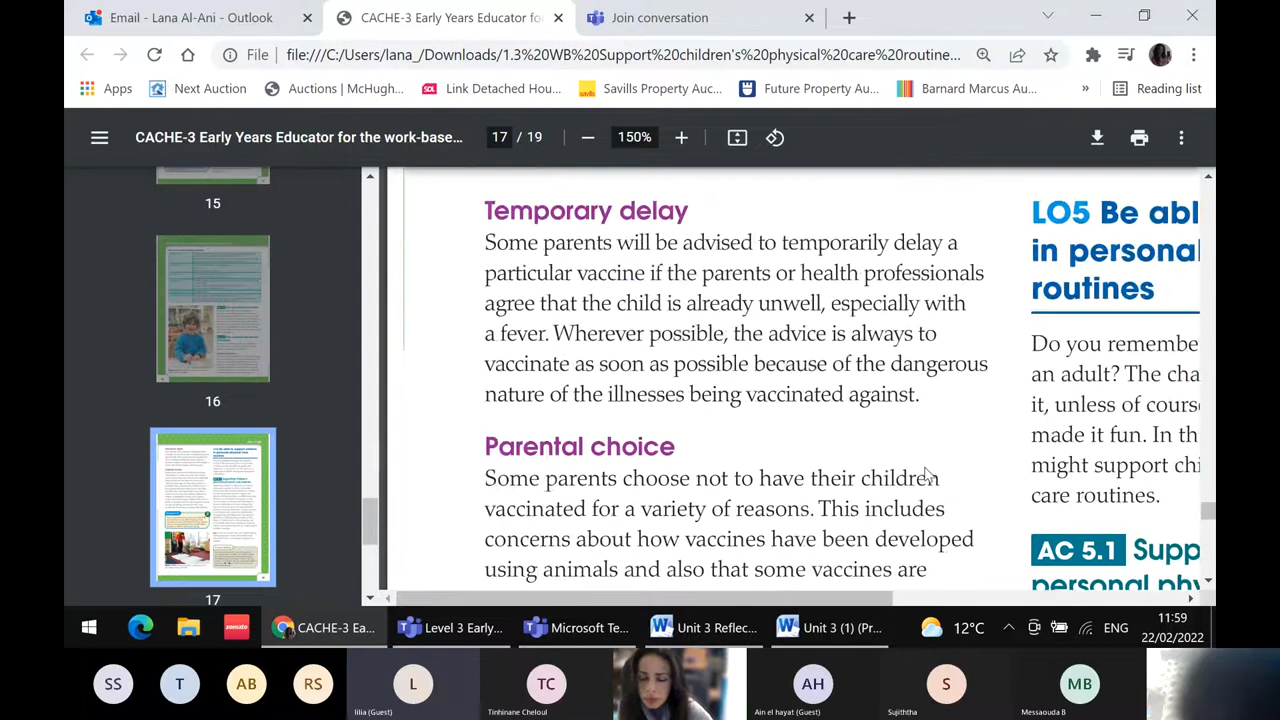 Email - Lana Al-Ani - Outlook
CACHE-3 Early Years Educator fo
Join conversation
File
file:///C:/Users/lana_/Downloads/1.3%20WB%20Support%20children's%20physical%20care%20routine...
Apps
Next Auction
Auctions | McHugh...
Link Detached Hou...
Savills Property Auc...
Future Property Au...
Barnard Marcus Au...
»
Reading list
CACHE-3 Early Years Educator for the work-base...
17 / 19
150%
15
16
17
Temporary delay
Some parents will be advised to temporarily delay a
particular vaccine if the parents or health professionals
agree that the child is already unwell, especially with
a fever. Wherever possible, the advice is always to
vaccinate as soon as possible because of the dangerous
nature of the illnesses being vaccinated against.
Parental choice
Some parents choose not to have their children
vaccinated for a variety of reasons. This includes
concerns about how vaccines have been developed
using animals and also that some vaccines are
LO5 Be abl
in persona
routines
Do you remembe
an adult? The cha
it, unless of cours
made it fun. In th
might support chi
care routines.
AC 5.1 Supp
personal phy
zomato
CACHE-3 Ea...
Level 3 Early...
Microsoft Te...
Unit 3 Reflec...
Unit 3 (1) (Pr...
12°C
ENG
11:59
22/02/2022
SS
T
AB
RS
L
lilia (Guest)
TC
Tinhinane Cheloul
AH
Ain el hayat (Guest)
S
Sujiththa
MB
Messaouda B